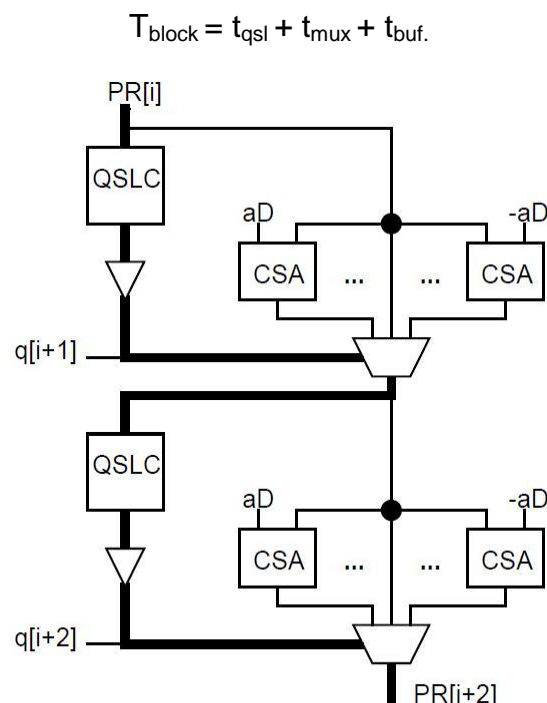 T_block = t_qsl + t_mux + t_buf.
PR[i]
QSLC
aD
-aD
CSA
...
...
CSA
q[i+1]
QSLC
aD
-aD
CSA
...
...
CSA
q[i+2]
PR[i+2]